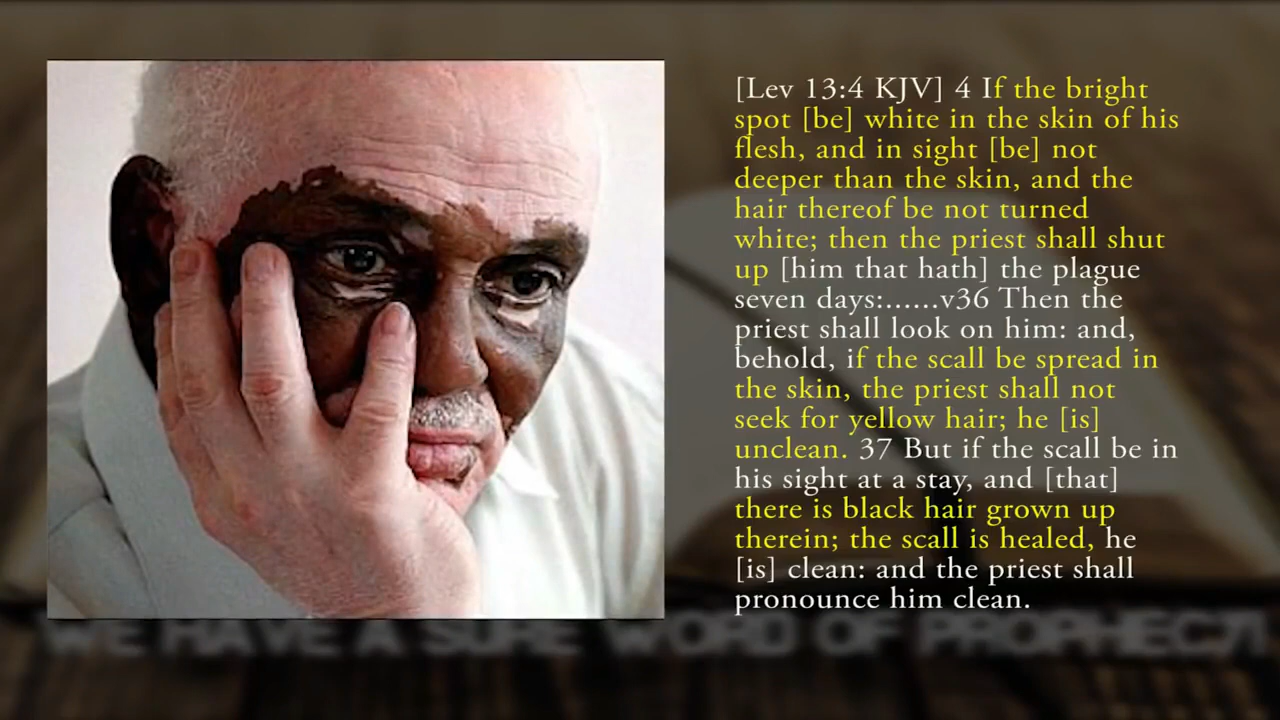 [Lev 13:4 KJV] 4 If the bright
spot [be] white in the skin of his
flesh, and in sight [be] not
deeper than the skin, and the
hair thereof be not turned
white; then the priest shall shut
up [him that hath] the plague
seven days:......v36 Then the
priest shall look on him: and,
behold, if the scall be spread in
the skin, the priest shall not
seek for yellow hair; he [is]
unclean. 37 But if the scall be in
his sight at a stay, and [that]
there is black hair grown up
therein; the scall is healed, he
[is] clean: and the priest shall
pronounce him clean.
WE HAVE A SURE WORD OF PROPHECY!